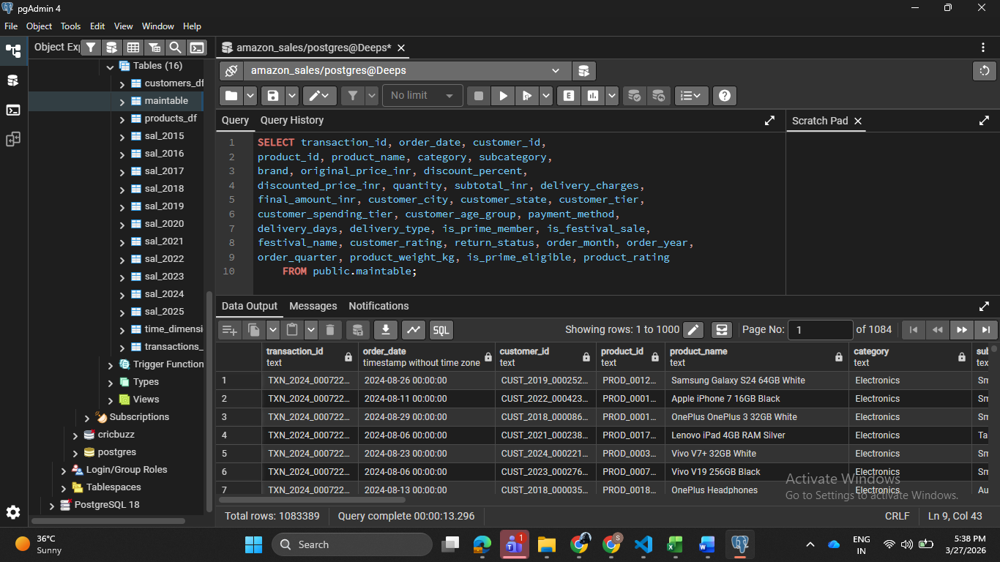 pgAdmin 4
File Object Tools Edit View Window Help
Object Ex
Tables (16)
customers_df
maintable
products_df
sal_2015
sal_2016
sal_2017
sal_2018
sal_2019
sal_2020
sal_2021
sal_2022
sal_2023
sal_2024
sal_2025
time_dimensi
transactions_
Trigger Function
Types
Views
Subscriptions
cricbuzz
postgres
Login/Group Roles
Tablespaces
PostgreSQL 18
amazon_sales/postgres@Deeps*
amazon_sales/postgres@Deeps
No limit
E
Query Query History
Scratch Pad
1 SELECT transaction_id, order_date, customer_id,
2 product_id, product_name, category, subcategory,
3 brand, original_price_inr, discount_percent,
4 discounted_price_inr, quantity, subtotal_inr, delivery_charges,
5 final_amount_inr, customer_city, customer_state, customer_tier,
6 customer_spending_tier, customer_age_group, payment_method,
7 delivery_days, delivery_type, is_prime_member, is_festival_sale,
8 festival_name, customer_rating, return_status, order_month, order_year,
9 order_quarter, product_weight_kg, is_prime_eligible, product_rating
10 FROM public.maintable;
Data Output Messages Notifications
SQL
Showing rows: 1 to 1000 Page No: 1 of 1084
transaction_id order_date customer_id product_id product_name category sul
text timestamp without time zone text text text text text
1 TXN_2024_000722... 2024-08-26 00:00:00 CUST_2019_000252... PROD_0012... Samsung Galaxy S24 64GB White Electronics Sm
2 TXN_2024_000722... 2024-08-11 00:00:00 CUST_2022_000423... PROD_0001... Apple iPhone 7 16GB Black Electronics Sm
3 TXN_2024_000722... 2024-08-29 00:00:00 CUST_2018_000086... PROD_0001... OnePlus OnePlus 3 32GB White Electronics Sm
4 TXN_2024_000722... 2024-08-06 00:00:00 CUST_2021_000238... PROD_0017... Lenovo iPad 4GB RAM Silver Electronics Ta
5 TXN_2024_000722... 2024-08-23 00:00:00 CUST_2024_000221... PROD_0003... Vivo V7+ 32GB White Electronics Sm
6 TXN_2024_000722... 2024-08-06 00:00:00 CUST_2023_000276... PROD_0007... Vivo V19 256GB Black Electronics Sm
7 TXN_2024_000722... 2024-08-13 00:00:00 CUST_2018_000035... PROD_0018... OnePlus Headphones Electronics Au
Activate Windows
Go to Settings to activate Windows.
Total rows: 1083389 Query complete 00:00:13.296 CRLF Ln 9, Col 43
36°C
Sunny
Search
1
S
ENG
IN
5:38 PM
3/27/2026